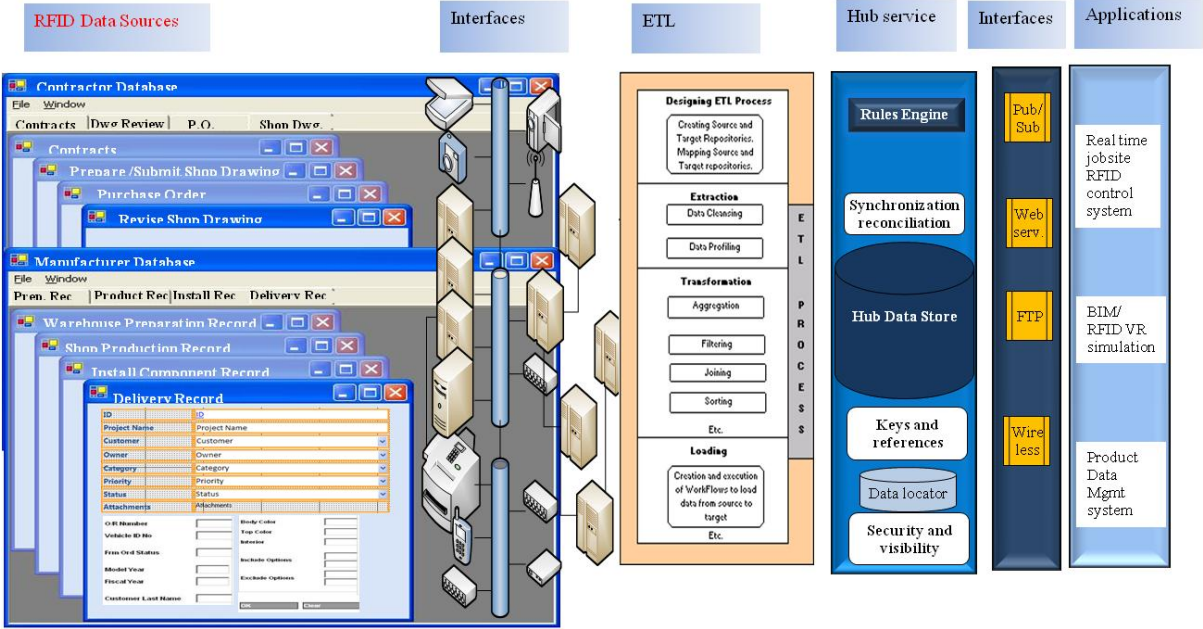 RFID Data Sources
Interfaces
ETL
Hub service
Interfaces
Applications
Contractor Database
File Window
Contracts
Dwg Review
P.O.
Shop Dwg.
Contracts
Prepare /Submit Shop Drawing
Purchase Order
Revise Shop Drawing
Manufacturer Database
File Window
Prep. Rec
Product Rec
Install Rec
Delivery Rec
Warehouse Preparation Record
Shop Production Record
Install Component Record
Delivery Record
ID
ID
Project Name
Project Name
Customer
Customer
Owner
Owner
Category
Category
Priority
Priority
Status
Status
Attachments
Attachments
O/R Number
Vehicle ID No
Frm Ord Status
Model Year
Fiscal Year
Customer Last Name
Body Color
Top Color
Interior
Include Options
Exclude Options
OK
Clear
Designing ETL Process
Creating Source and
Target Repositories.
Mapping Source and
Target repositories.
Extraction
Data Cleansing
Data Profiling
Transformation
Aggregation
Filtering
Joining
Sorting
Etc.
Loading
Creation and execution
of WorkFlows to load
data from source to
target
Etc.
ETL PROCESS
Rules Engine
Synchronization
reconciliation
Hub Data Store
Keys and
references
Data locator
Security and
visibility
Pub/
Sub
Web
serv.
FTP
Wire
less
Real time
jobsite
RFID
control
system
BIM/
RFID VR
simulation
Product
Data
Mgmt
system